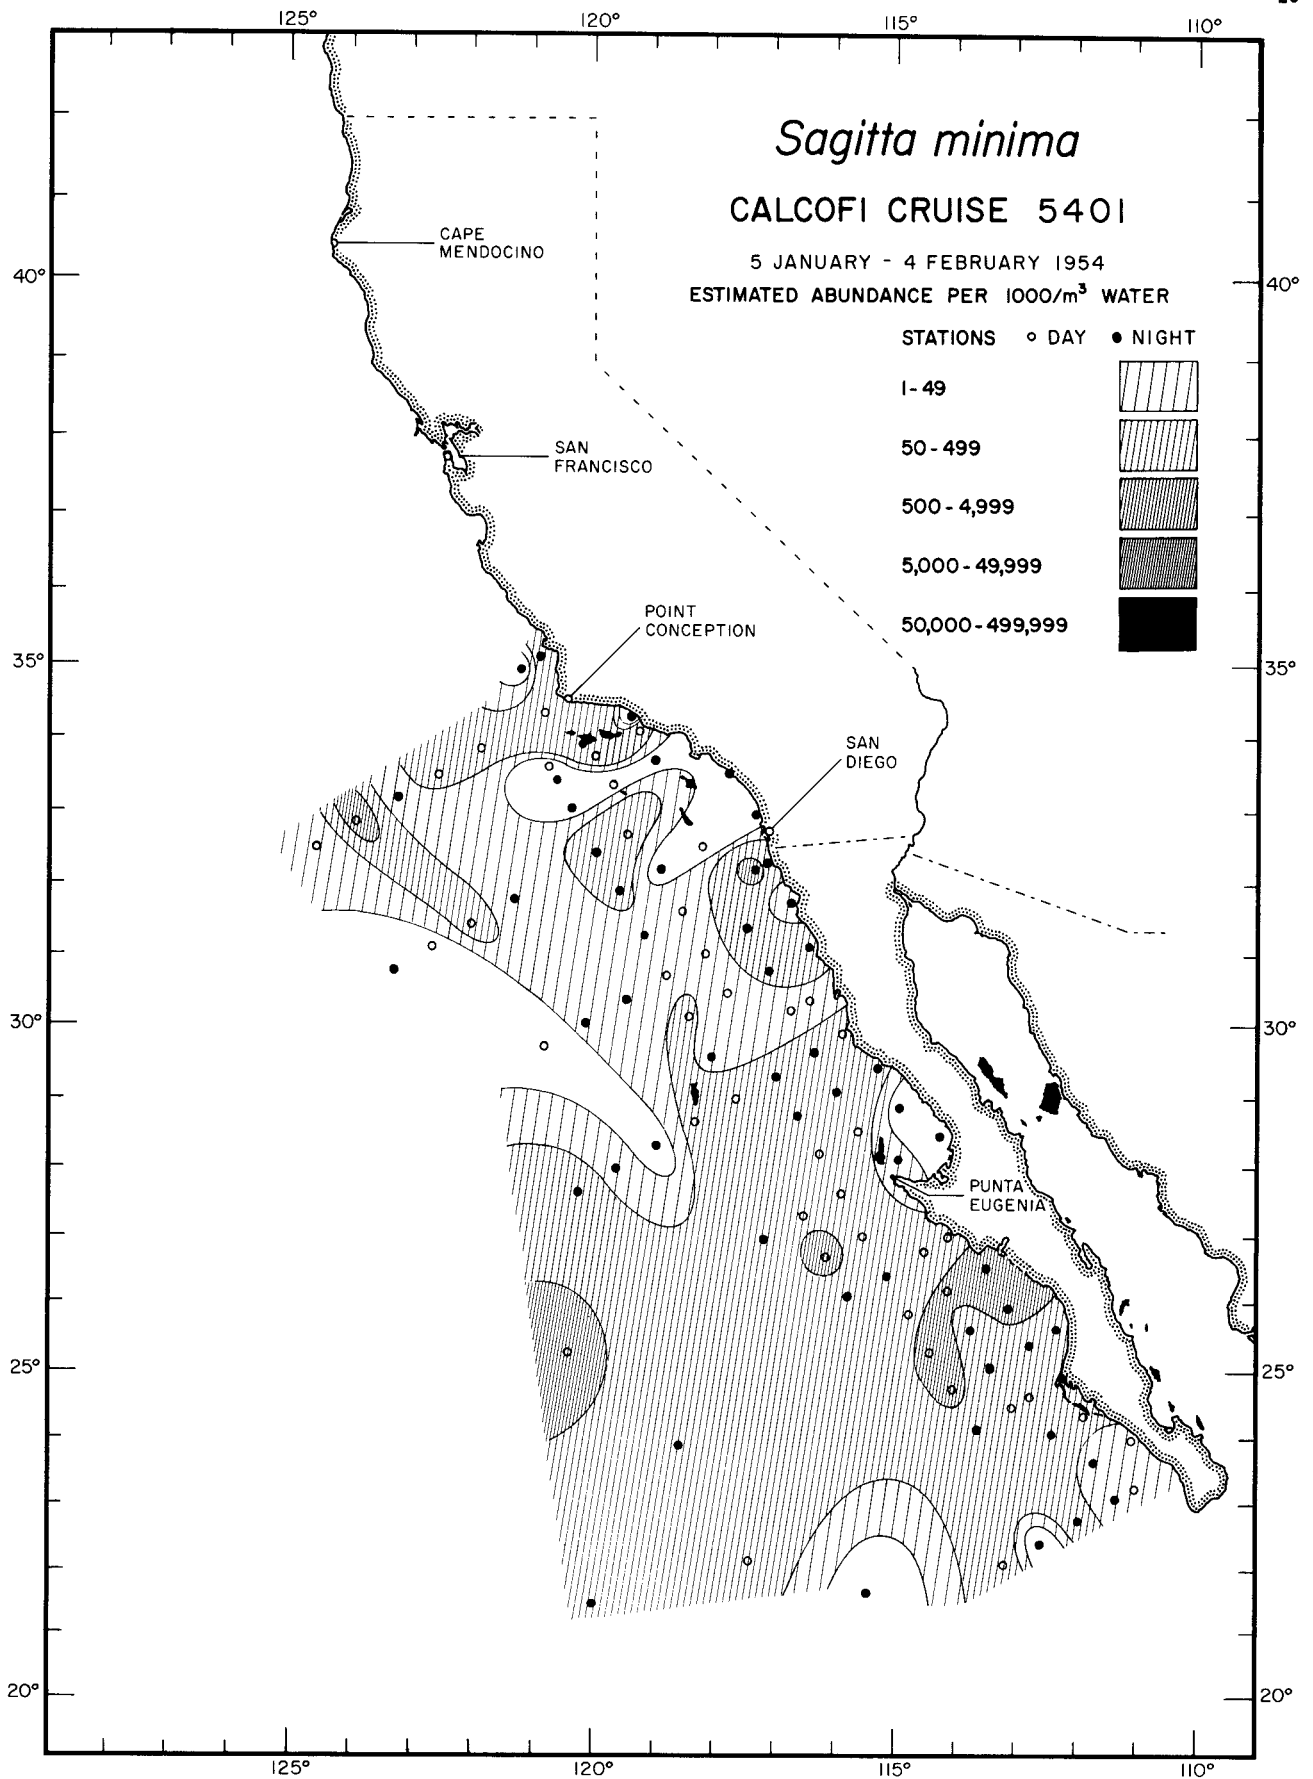 125° 120° 115° 110°
Sagitta minima
CALCOFI CRUISE 5401
5 JANUARY - 4 FEBRUARY 1954
ESTIMATED ABUNDANCE PER 1000/m³ WATER
STATIONS ○ DAY ● NIGHT
1-49
50-499
500-4,999
5,000-49,999
50,000-499,999
CAPE
MENDOCINO
40° 40°
SAN
FRANCISCO
POINT
CONCEPTION
35° 35°
SAN
DIEGO
30° 30°
PUNTA
EUGENIA
25° 25°
20° 20°
125° 120° 115° 110°